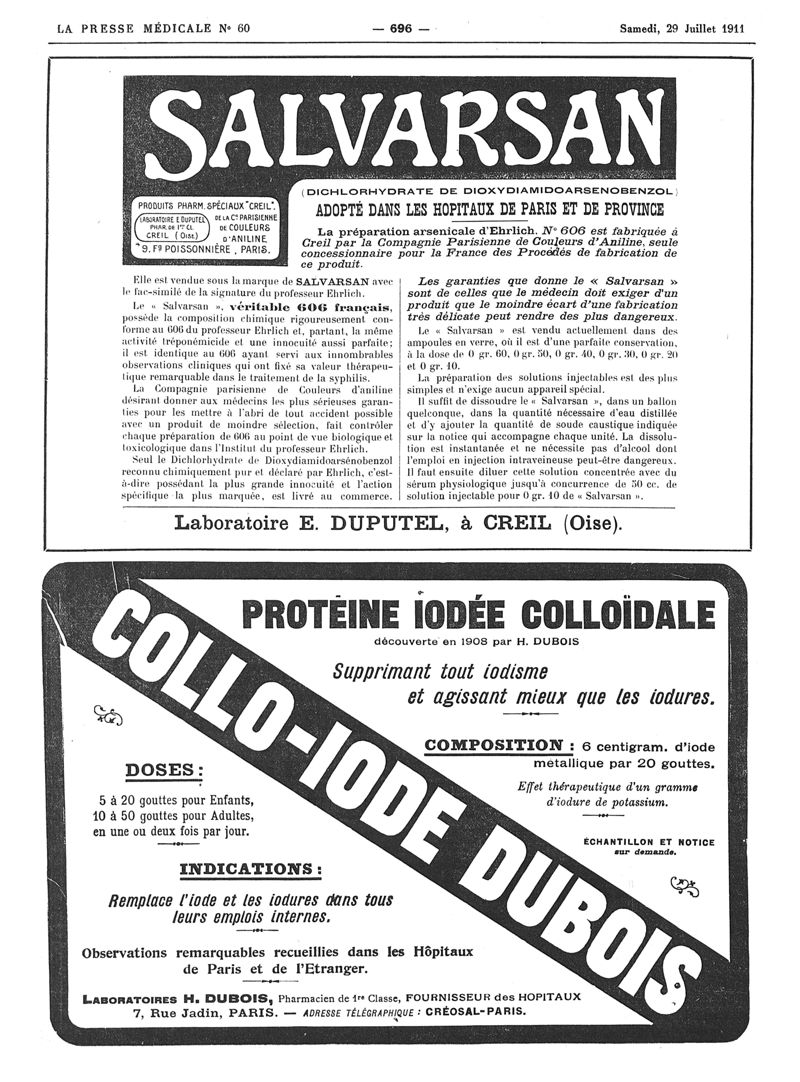 LA PRESSE MÉDICALE N° 60
— 696 —
Samedi, 29 Juillet 1911
SALVARSAN
PRODUITS PHARM. SPÉCIAUX "CREIL".
LABORATOIRE E. DUPUTEL
PHAR. DE 1re CL.
CREIL (OISE)
DE LA Cie PARISIENNE
DE COULEURS
D'ANILINE
9. Fg POISSONNIÈRE, PARIS.
(DICHLORHYDRATE DE DIOXYDIAMIDOARSENOBENZOL)
ADOPTÉ DANS LES HOPITAUX DE PARIS ET DE PROVINCE
La préparation arsenicale d'Ehrlich. N° 606 est fabriquée à
Creil par la Compagnie Parisienne de Couleurs d'Aniline, seule
concessionnaire pour la France des Procédés de fabrication de
ce produit.
Elle est vendue sous la marque de SALVARSAN avec
le fac-similé de la signature du professeur Ehrlich.
Le « Salvarsan », véritable 606 français,
possède la composition chimique rigoureusement con-
forme au 606 du professeur Ehrlich et, partant, la même
activité tréponémicide et une innocuité aussi parfaite;
il est identique au 606 ayant servi aux innombrables
observations cliniques qui ont fixé sa valeur thérapeu-
tique remarquable dans le traitement de la syphilis.
La Compagnie parisienne de Couleurs d'aniline
désirant donner aux médecins les plus sérieuses garan-
ties pour les mettre à l'abri de tout accident possible
avec un produit de moindre sélection, fait contrôler
chaque préparation de 606 au point de vue biologique et
toxicologique dans l'Institut du professeur Ehrlich.
Seul le Dichlorhydrate de Dioxydiamidoarsénobenzol
reconnu chimiquement pur et déclaré par Ehrlich, c'est-
à-dire possédant la plus grande innocuité et l'action
spécifique la plus marquée, est livré au commerce.
Les garanties que donne le « Salvarsan »
sont de celles que le médecin doit exiger d'un
produit que le moindre écart d'une fabrication
très délicate peut rendre des plus dangereux.
Le « Salvarsan » est vendu actuellement dans des
ampoules en verre, où il est d'une parfaite conservation,
à la dose de 0 gr. 60, 0 gr. 50, 0 gr. 40, 0 gr. 30, 0 gr. 20
et 0 gr. 10.
La préparation des solutions injectables est des plus
simples et n'exige aucun appareil spécial.
Il suffit de dissoudre le « Salvarsan », dans un ballon
quelconque, dans la quantité nécessaire d'eau distillée
et d'y ajouter la quantité de soude caustique indiquée
sur la notice qui accompagne chaque unité. La dissolu-
tion est instantanée et ne nécessite pas d'alcool dont
l'emploi en injection intraveineuse peut-être dangereux.
Il faut ensuite diluer cette solution concentrée avec du
sérum physiologique jusqu'à concurrence de 50 cc. de
solution injectable pour 0 gr. 10 de « Salvarsan ».
Laboratoire E. DUPUTEL, à CREIL (Oise).
PROTÉINE IODÉE COLLOÏDALE
découverte en 1908 par H. DUBOIS
Supprimant tout iodisme
et agissant mieux que les iodures.
COLLO-IODE DUBOIS
COMPOSITION : 6 centigram. d'iode
métallique par 20 gouttes.
Effet thérapeutique d'un gramme
d'iodure de potassium.
ÉCHANTILLON ET NOTICE
sur demande.
DOSES :
5 à 20 gouttes pour Enfants,
10 à 50 gouttes pour Adultes,
en une ou deux fois par jour.
INDICATIONS :
Remplace l'iode et les iodures dans tous
leurs emplois internes.
Observations remarquables recueillies dans les Hôpitaux
de Paris et de l'Etranger.
LABORATOIRES H. DUBOIS, Pharmacien de 1re Classe, FOURNISSEUR des HOPITAUX
7, Rue Jadin, PARIS. — ADRESSE TÉLÉGRAPHIQUE : CRÉOSAL-PARIS.